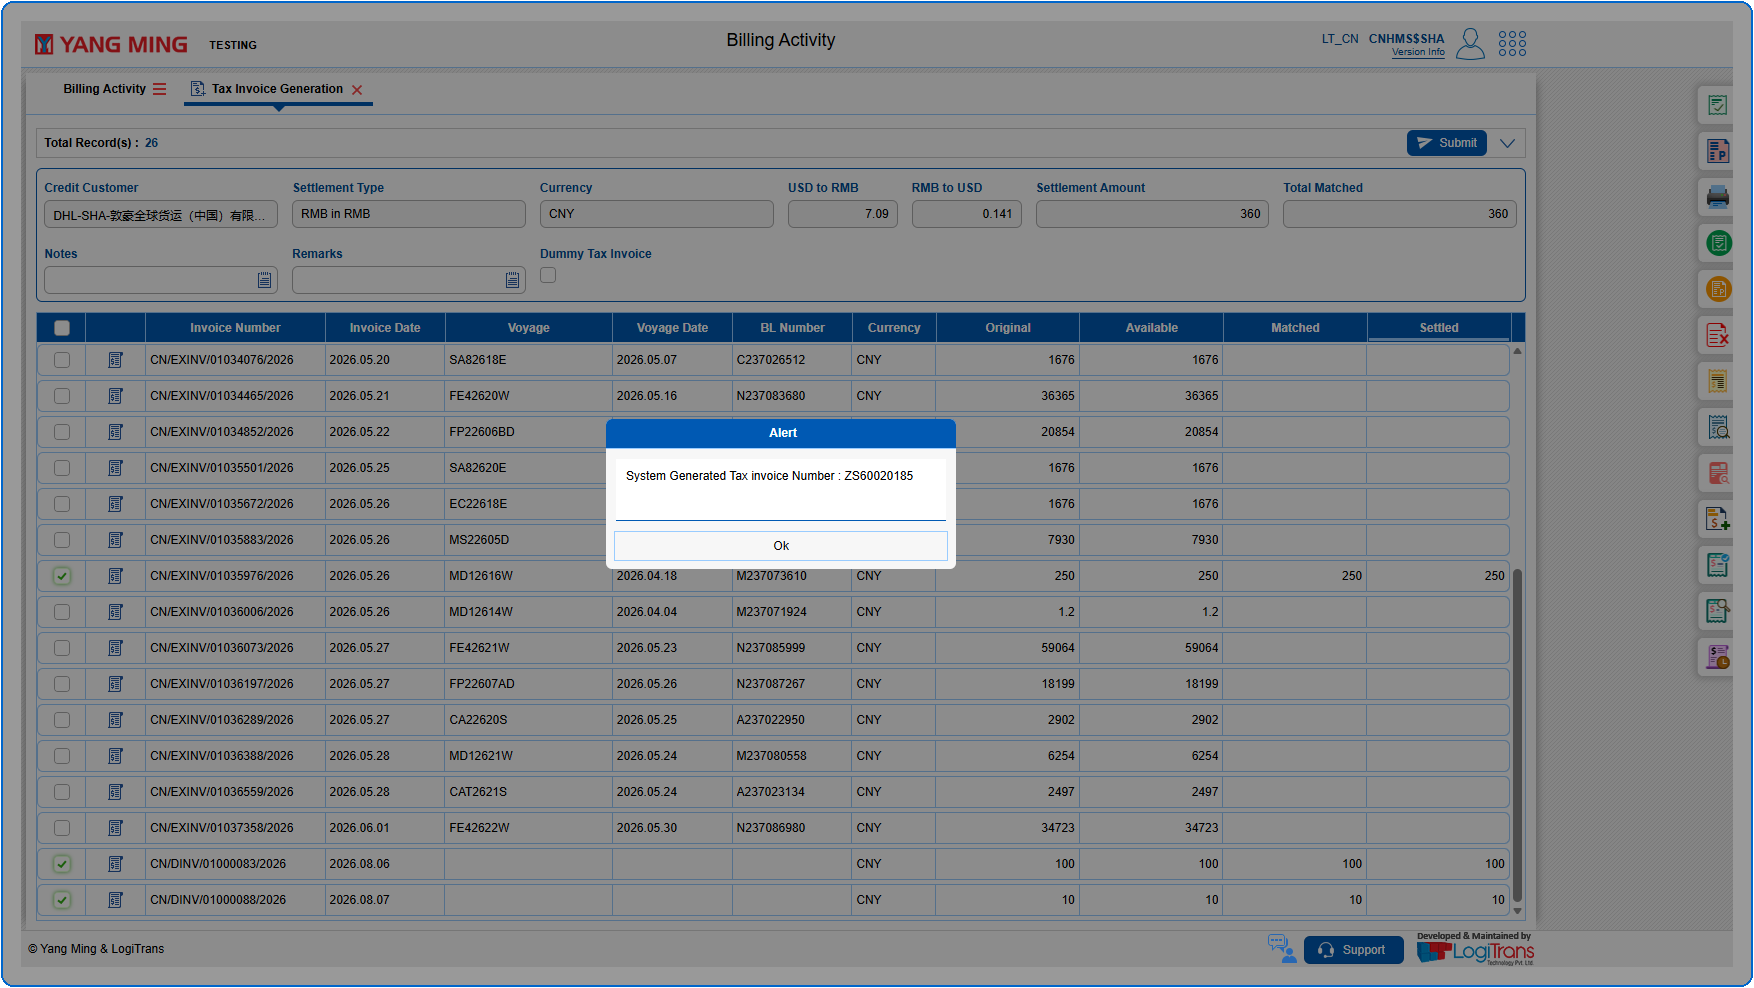 YANG MING TESTING Billing Activity LT_CN CNHMS$SHA
Version Info
Billing Activity Tax Invoice Generation
Total Record(s) : 26 Submit
Credit Customer Settlement Type Currency USD to RMB RMB to USD Settlement Amount Total Matched
DHL-SHA-敦豪全球货运（中国）有限... RMB in RMB CNY 7.09 0.141 360 360
Notes Remarks Dummy Tax Invoice
Invoice Number Invoice Date Voyage Voyage Date BL Number Currency Original Available Matched Settled
CN/EXINV/01034076/2026 2026.05.20 SA82618E 2026.05.07 C237026512 CNY 1676 1676
CN/EXINV/01034465/2026 2026.05.21 FE42620W 2026.05.16 N237083680 CNY 36365 36365
CN/EXINV/01034852/2026 2026.05.22 FP22606BD 20854 20854
CN/EXINV/01035501/2026 2026.05.25 SA82620E 1676 1676
CN/EXINV/01035672/2026 2026.05.26 EC22618E 1676 1676
CN/EXINV/01035883/2026 2026.05.26 MS22605D 7930 7930
Alert
System Generated Tax invoice Number : ZS60020185
Ok
CN/EXINV/01035976/2026 2026.05.26 MD12616W 2026.04.18 M237073610 CNY 250 250 250 250
CN/EXINV/01036006/2026 2026.05.26 MD12614W 2026.04.04 M237071924 CNY 1.2 1.2
CN/EXINV/01036073/2026 2026.05.27 FE42621W 2026.05.23 N237085999 CNY 59064 59064
CN/EXINV/01036197/2026 2026.05.27 FP22607AD 2026.05.26 N237087267 CNY 18199 18199
CN/EXINV/01036289/2026 2026.05.27 CA22620S 2026.05.25 A237022950 CNY 2902 2902
CN/EXINV/01036388/2026 2026.05.28 MD12621W 2026.05.24 M237080558 CNY 6254 6254
CN/EXINV/01036559/2026 2026.05.28 CAT2621S 2026.05.24 A237023134 CNY 2497 2497
CN/EXINV/01037358/2026 2026.06.01 FE42622W 2026.05.30 N237086980 CNY 34723 34723
CN/DINV/01000083/2026 2026.08.06 CNY 100 100 100 100
CN/DINV/01000088/2026 2026.08.07 CNY 10 10 10 10
© Yang Ming & LogiTrans Support
Developed & Maintained by
LogiTrans
Technology Pvt. Ltd.